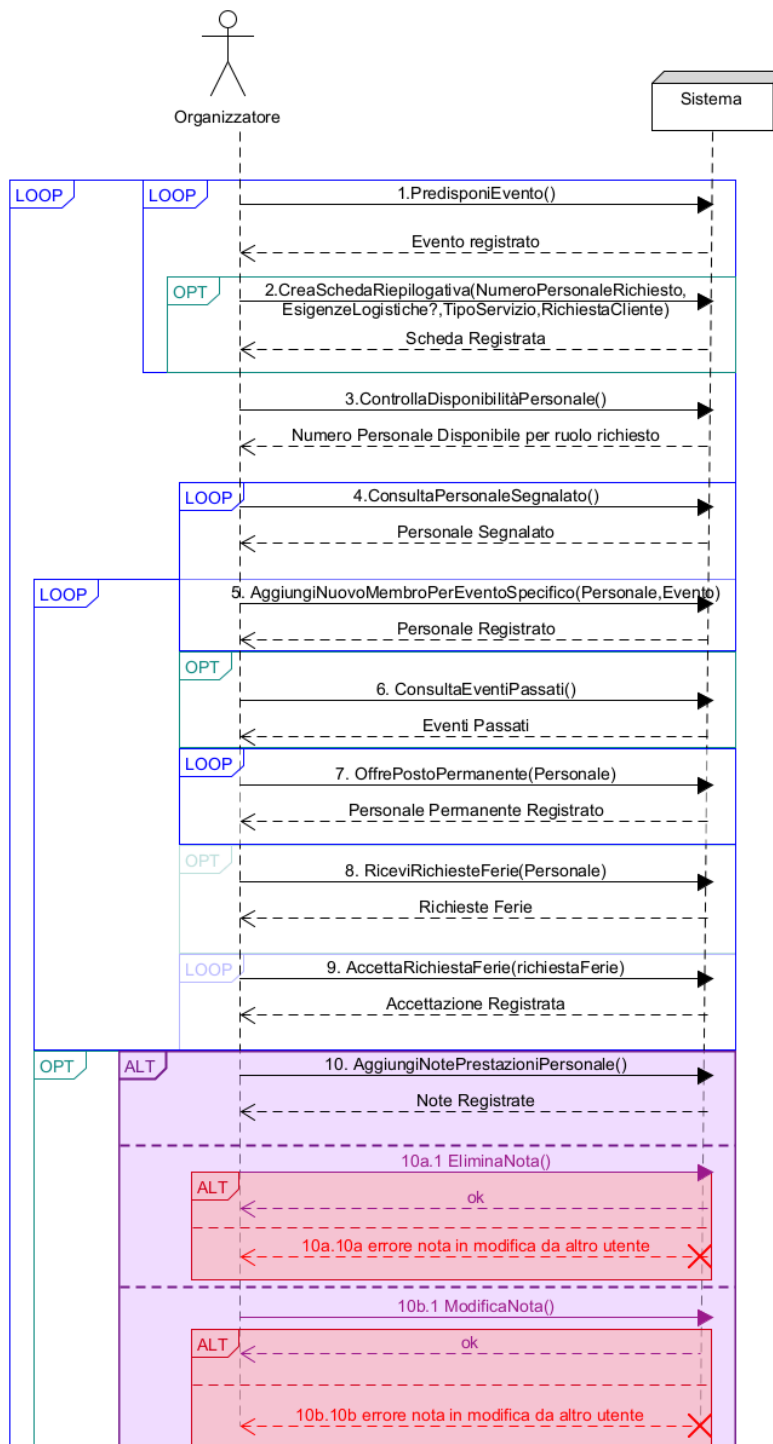 Organizzatore
Sistema
LOOP
LOOP
1.PredisponiEvento()
Evento registrato
OPT
2.CreaSchedaRiepilogativa(NumeroPersonaleRichiesto,
EsigenzeLogistiche?,TipoServizio,RichiestaCliente)
Scheda Registrata
3.ControllaDisponibilitàPersonale()
Numero Personale Disponibile per ruolo richiesto
LOOP
4.ConsultaPersonaleSegnalato()
Personale Segnalato
LOOP
5. AggiungiNuovoMembroPerEventoSpecifico(Personale,Evento)
Personale Registrato
OPT
6. ConsultaEventiPassati()
Eventi Passati
LOOP
7. OffrePostoPermanente(Personale)
Personale Permanente Registrato
OPT
8. RiceviRichiesteFerie(Personale)
Richieste Ferie
LOOP
9. AccettaRichiestaFerie(richiestaFerie)
Accettazione Registrata
OPT
ALT
10. AggiungiNotePrestazioniPersonale()
Note Registrate
10a.1 EliminaNota()
ALT
ok
10a.10a errore nota in modifica da altro utente
10b.1 ModificaNota()
ALT
ok
10b.10b errore nota in modifica da altro utente